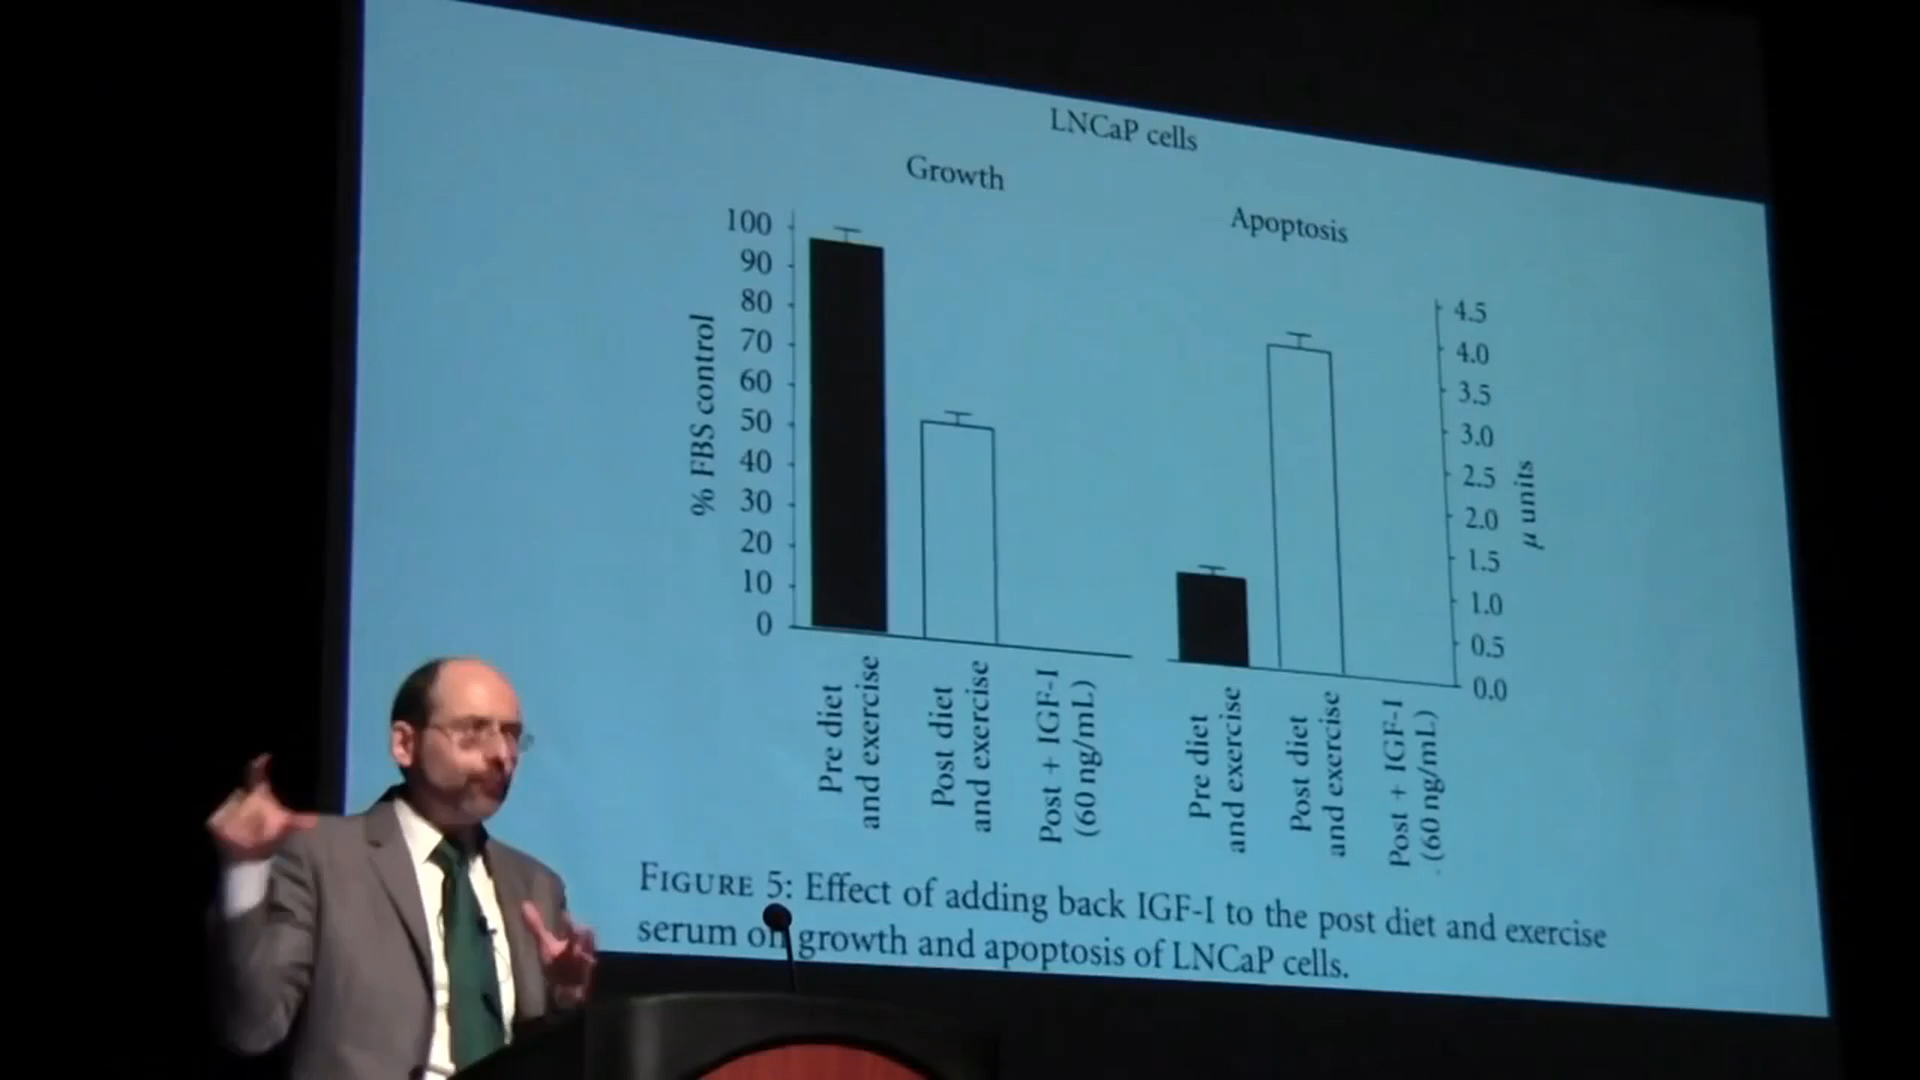 LNCaP cells
Growth
Apoptosis
% FBS control
100
90
80
70
60
50
40
30
20
10
0
Pre diet
and exercise
Post diet
and exercise
Post + IGF-I
(60 ng/mL)
4.5
4.0
3.5
3.0
2.5
2.0
1.5
1.0
0.5
0.0
μ units
Pre diet
and exercise
Post diet
and exercise
Post + IGF-I
(60 ng/mL)
FIGURE 5: Effect of adding back IGF-I to the post diet and exercise
serum on growth and apoptosis of LNCaP cells.